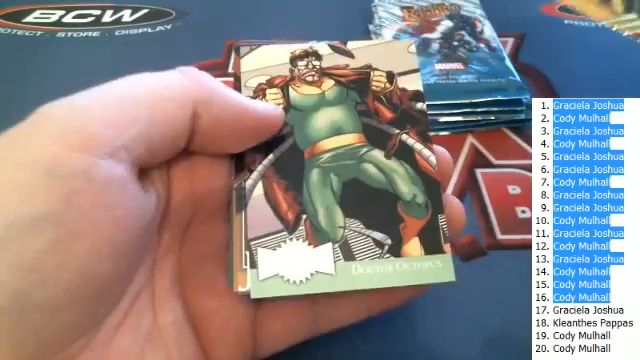 BCW
PROTECT · STORE · DISPLAY
MARVEL
DOCTOR OCTOPUS
1. Graciela Joshua
2. Cody Mulhall
3. Graciela Joshua
4. Cody Mulhall
5. Graciela Joshua
6. Graciela Joshua
7. Cody Mulhall
8. Graciela Joshua
9. Graciela Joshua
10. Cody Mulhall
11. Graciela Joshua
12. Cody Mulhall
13. Graciela Joshua
14. Cody Mulhall
15. Cody Mulhall
16. Cody Mulhall
17. Graciela Joshua
18. Kleanthes Pappas
19. Cody Mulhall
20. Cody Mulhall